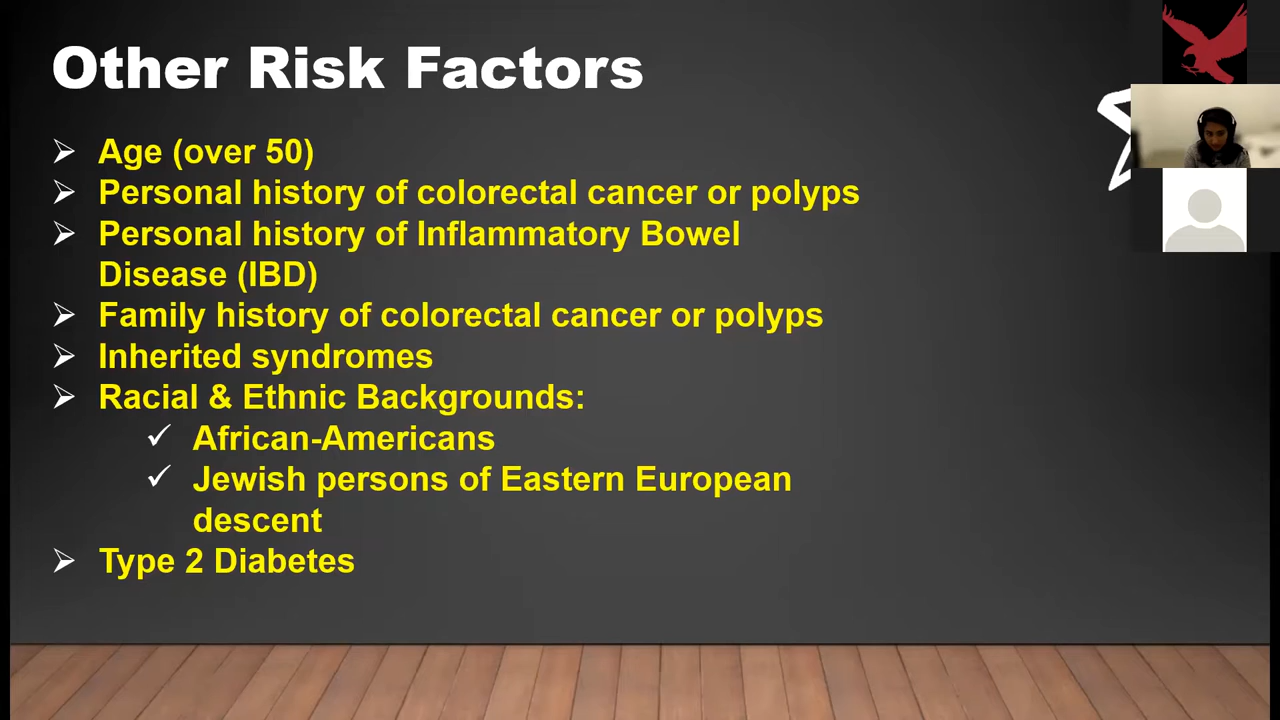 Other Risk Factors
Age (over 50)
Personal history of colorectal cancer or polyps
Personal history of Inflammatory Bowel
Disease (IBD)
Family history of colorectal cancer or polyps
Inherited syndromes
Racial & Ethnic Backgrounds:
African-Americans
Jewish persons of Eastern European
descent
Type 2 Diabetes